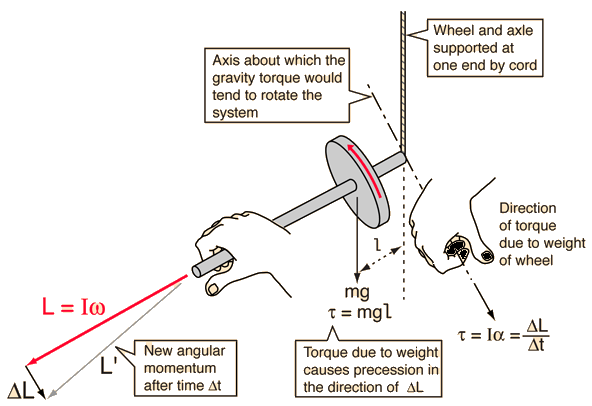 Wheel and axle
supported at
one end by cord
Axis about which the
gravity torque would
tend to rotate the
system
Direction
of torque
due to weight
of wheel
l
mg
τ = mgl
L = Iω
τ = Iα = ΔL/Δt
New angular
momentum
after time Δt
L'
ΔL
Torque due to weight
causes precession in
the direction of ΔL